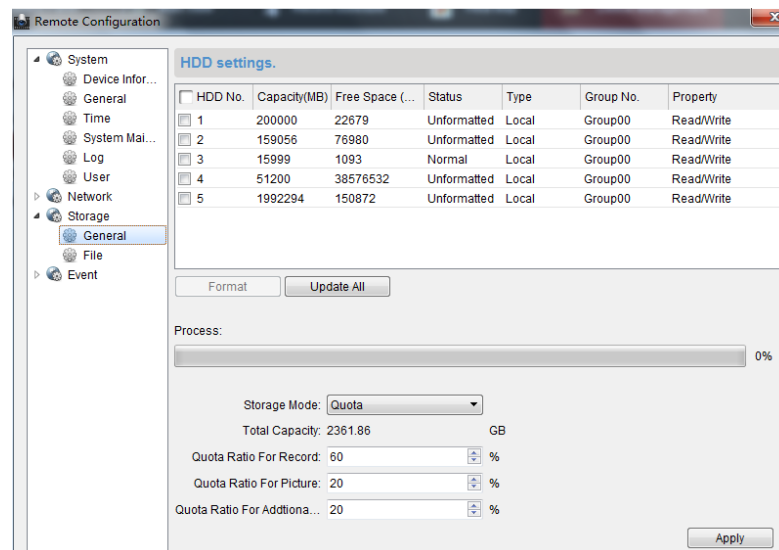 Remote Configuration
System
Device Infor...
General
Time
System Mai...
Log
User
Network
Storage
General
File
Event
HDD settings.
HDD No. Capacity(MB) Free Space (... Status Type Group No. Property
1 200000 22679 Unformatted Local Group00 Read/Write
2 159056 76980 Unformatted Local Group00 Read/Write
3 15999 1093 Normal Local Group00 Read/Write
4 51200 38576532 Unformatted Local Group00 Read/Write
5 1992294 150872 Unformatted Local Group00 Read/Write
Format Update All
Process:
0%
Storage Mode: Quota
Total Capacity: 2361.86 GB
Quota Ratio For Record: 60 %
Quota Ratio For Picture: 20 %
Quota Ratio For Addtiona... 20 %
Apply